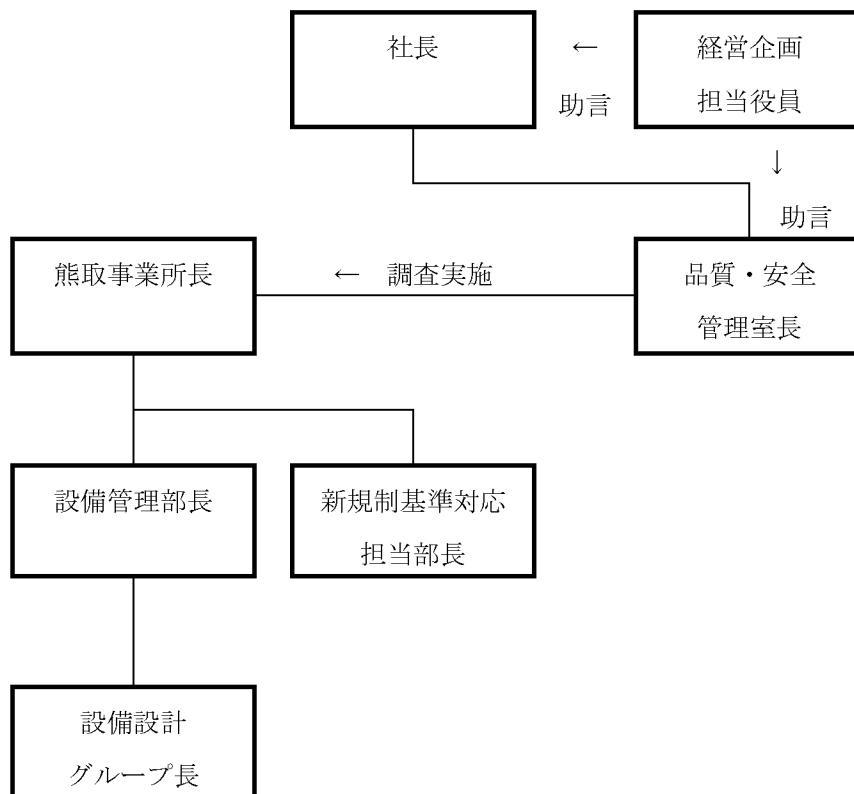 社長
←
助言
経営企画
担当役員
↓
助言
熊取事業所長
← 調査実施
品質・安全
管理室長
設備管理部長
新規制基準対応
担当部長
設備設計
グループ長